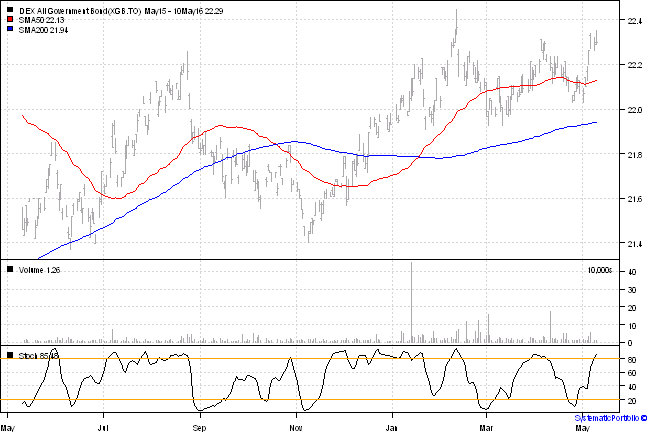 DEX All Government Bond(XGB.TO) May15 - 10May16 22.29
SMA50 22.13
SMA200 21.94
22.4
22.2
22.0
21.8
21.6
21.4
Volume 1.26
10,000s
40
30
20
10
0
Stoch 85.48
80
60
40
20
May Jul Sep Nov Jan Mar May
SystematicPortfolio ©